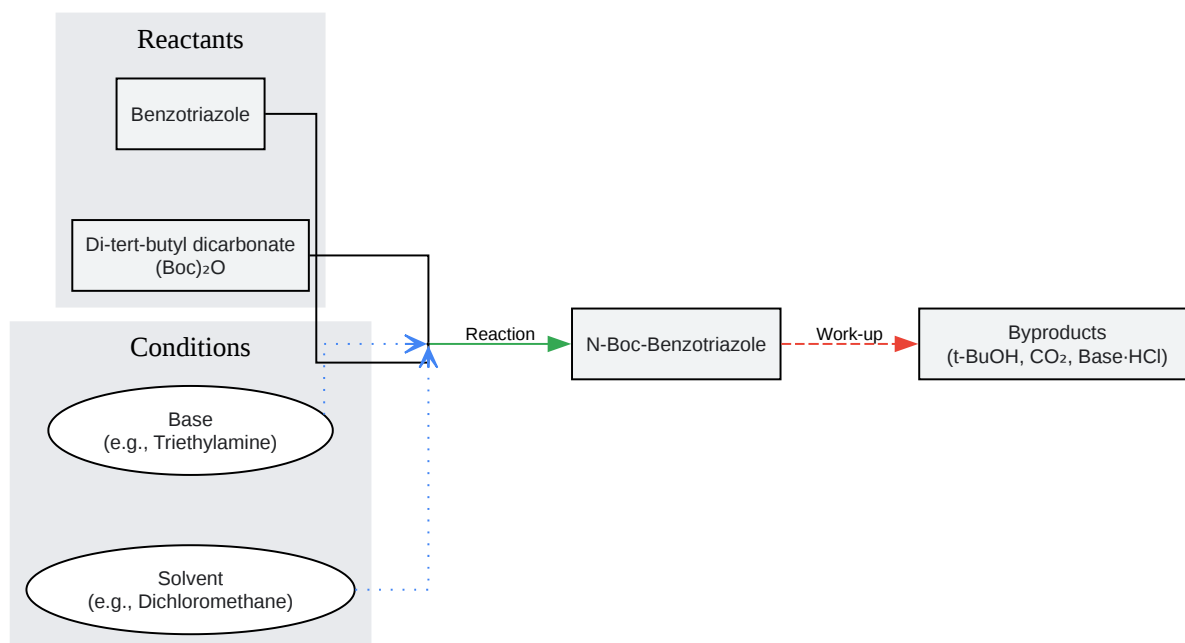 Reactants
Benzotriazole
Di-tert-butyl dicarbonate
(Boc)₂O
Conditions
Base
(e.g., Triethylamine)
Solvent
(e.g., Dichloromethane)
Reaction
N-Boc-Benzotriazole
Work-up
Byproducts
(t-BuOH, CO₂, Base·HCl)